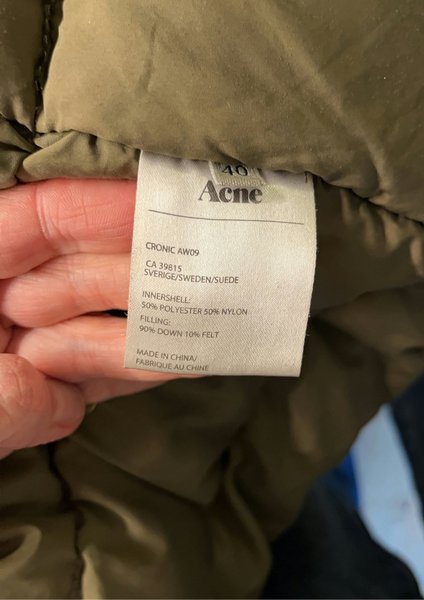 40
Acne
CRONIC AW09
CA 39815
SVERIGE/SWEDEN/SUEDE
INNERSHELL:
50% POLYESTER 50% NYLON
FILLING:
90% DOWN 10% FELT
MADE IN CHINA/
FABRIQUE AU CHINE